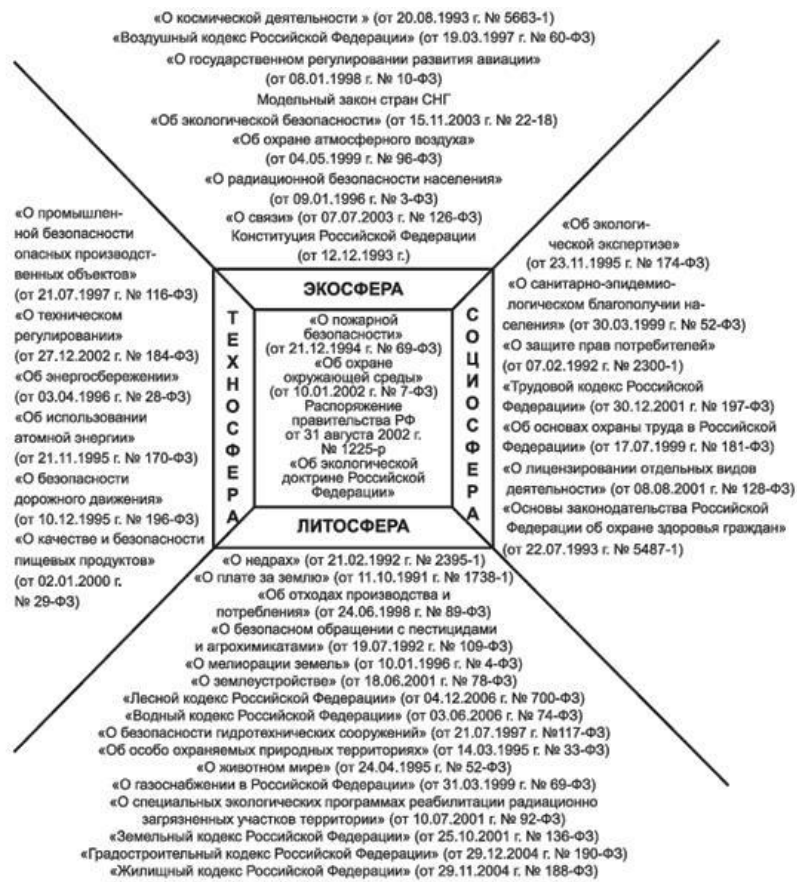 «О космической деятельности » (от 20.08.1993 г. № 5663-1)
«Воздушный кодекс Российской Федерации» (от 19.03.1997 г. № 60-ФЗ)
«О государственном регулировании развития авиации»
(от 08.01.1998 г. № 10-ФЗ)
Модельный закон стран СНГ
«Об экологической безопасности» (от 15.11.2003 г. № 22-18)
«Об охране атмосферного воздуха»
(от 04.05.1999 г. № 96-ФЗ)
«О радиационной безопасности населения»
(от 09.01.1996 г. № 3-ФЗ)
«О связи» (от 07.07.2003 г. № 126-ФЗ)
Конституция Российской Федерации
(от 12.12.1993 г.)
«О промышлен-
ной безопасности
опасных производст-
венных объектов»
(от 21.07.1997 г. № 116-ФЗ)
«О техническом
регулировании»
(от 27.12.2002 г. № 184-ФЗ)
«Об энергосбережении»
(от 03.04.1996 г. № 28-ФЗ)
«Об использовании
атомной энергии»
(от 21.11.1995 г. № 170-ФЗ)
«О безопасности
дорожного движения»
(от 10.12.1995 г. № 196-ФЗ)
«О качестве и безопасности
пищевых продуктов»
(от 02.01.2000 г.
№ 29-ФЗ)
ЭКОСФЕРА
ТЕХНОСФЕРА
«О пожарной
безопасности»
(от 21.12.1994 г. № 69-ФЗ)
«Об охране
окружающей среды»
(от 10.01.2002 г. № 7-ФЗ)
Распоряжение
правительства РФ
от 31 августа 2002 г.
№ 1225-р
«Об экологической
доктрине Российской
Федерации»
СОЦИОСФЕРА
ЛИТОСФЕРА
«Об экологи-
ческой экспертизе»
(от 23.11.1995 г. № 174-ФЗ)
«О санитарно-эпидемио-
логическом благополучии на-
селения» (от 30.03.1999 г. № 52-ФЗ)
«О защите прав потребителей»
(от 07.02.1992 г. № 2300-1)
«Трудовой кодекс Российской
Федерации» (от 30.12.2001 г. № 197-ФЗ)
«Об основах охраны труда в Российской
Федерации» (от 17.07.1999 г. № 181-ФЗ)
«О лицензировании отдельных видов
деятельности» (от 08.08.2001 г. № 128-ФЗ)
«Основы законодательства Российской
Федерации об охране здоровья граждан»
(от 22.07.1993 г. № 5487-1)
«О недрах» (от 21.02.1992 г. № 2395-1)
«О плате за землю» (от 11.10.1991 г. № 1738-1)
«Об отходах производства и
потребления» (от 24.06.1998 г. № 89-ФЗ)
«О безопасном обращении с пестицидами
и агрохимикатами» (от 19.07.1992 г. № 109-ФЗ)
«О мелиорации земель» (от 10.01.1996 г. № 4-ФЗ)
«О землеустройстве» (от 18.06.2001 г. № 78-ФЗ)
«Лесной кодекс Российской Федерации» (от 04.12.2006 г. № 700-ФЗ)
«Водный кодекс Российской Федерации» (от 03.06.2006 г. № 74-ФЗ)
«О безопасности гидротехнических сооружений» (от 21.07.1997 г. №117-ФЗ)
«Об особо охраняемых природных территориях» (от 14.03.1995 г. № 33-ФЗ)
«О животном мире» (от 24.04.1995 г. № 52-ФЗ)
«О газоснабжении в Российской Федерации» (от 31.03.1999 г. № 69-ФЗ)
«О специальных экологических программах реабилитации радиационно
загрязненных участков территории» (от 10.07.2001 г. № 92-ФЗ)
«Земельный кодекс Российской Федерации» (от 25.10.2001 г. № 136-ФЗ)
«Градостроительный кодекс Российской Федерации» (от 29.12.2004 г. № 190-ФЗ)
«Жилищный кодекс Российской Федерации» (от 29.11.2004 г. № 188-ФЗ)